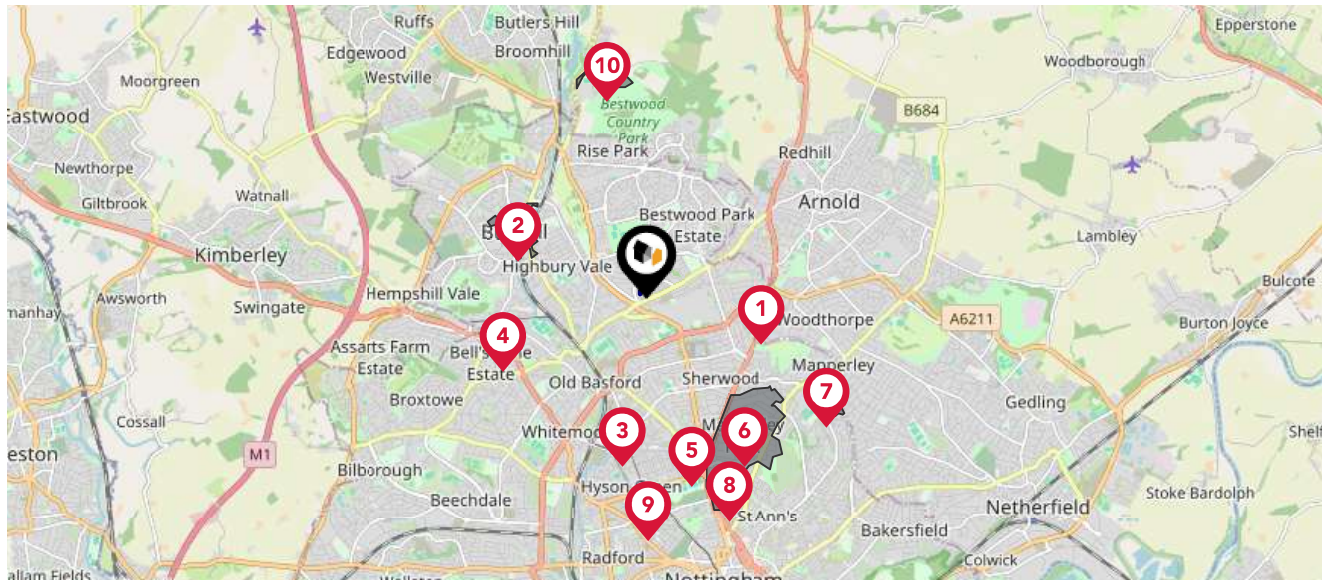 Ruffs
Butlers Hill
Epperstone
Edgewood
Broomhill
Westville
Woodborough
Moorgreen
10
Bestwood
Country
Park
B684
Eastwood
Rise Park
Redhill
Newthorpe
Giltbrook
Watnall
Arnold
2
Bestwood Park
Estate
Lambley
Kimberley
Highbury Vale
Bulcote
Hempshill Vale
Awsworth
Swingate
1
Woodthorpe
A6211
Burton Joyce
4
Assarts Farm
Estate
Estate
Old Basford
Sherwood
Mapperley
7
Broxtowe
Gedling
Cossall
3
6
M1
5
Bilborough
Hyson Green
8
Beechdale
9
St Ann's
Stoke Bardolph
Netherfield
Bakersfield
Radford
Colwick
Nottingham